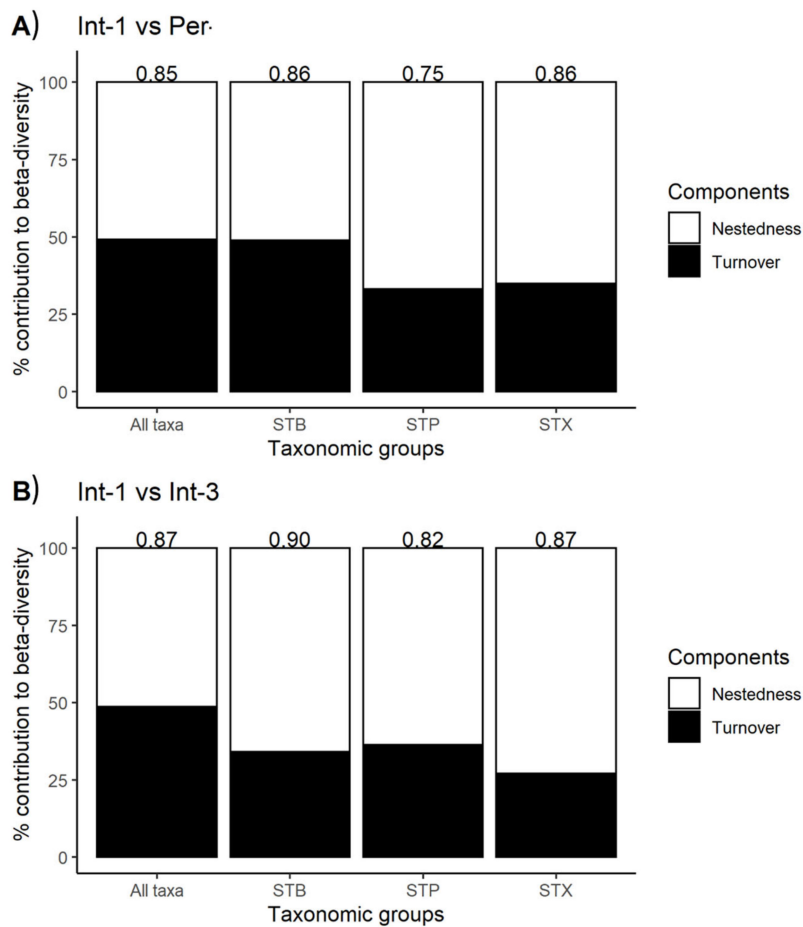 A) Int-1 vs Per.
0.85 0.86 0.75 0.86
100
75
50
25
0
% contribution to beta-diversity
All taxa STB STP STX
Taxonomic groups
Components
Nestedness
Turnover
B) Int-1 vs Int-3
0.87 0.90 0.82 0.87
100
75
50
25
0
% contribution to beta-diversity
All taxa STB STP STX
Taxonomic groups
Components
Nestedness
Turnover